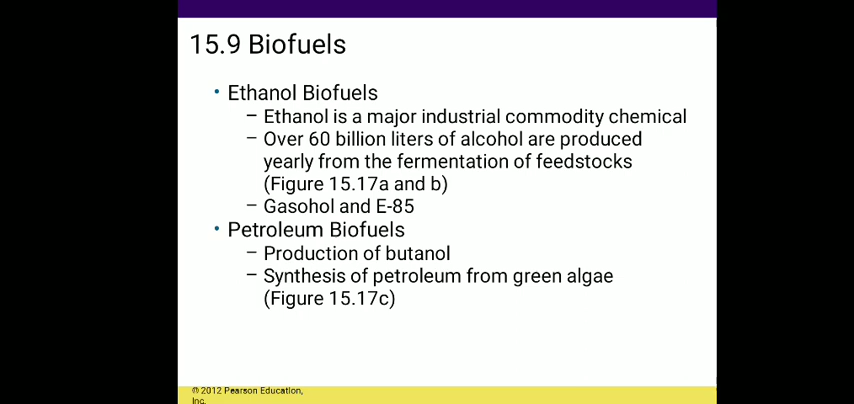 15.9 Biofuels
• Ethanol Biofuels
– Ethanol is a major industrial commodity chemical
– Over 60 billion liters of alcohol are produced
yearly from the fermentation of feedstocks
(Figure 15.17a and b)
– Gasohol and E-85
• Petroleum Biofuels
– Production of butanol
– Synthesis of petroleum from green algae
(Figure 15.17c)
© 2012 Pearson Education,
Inc.